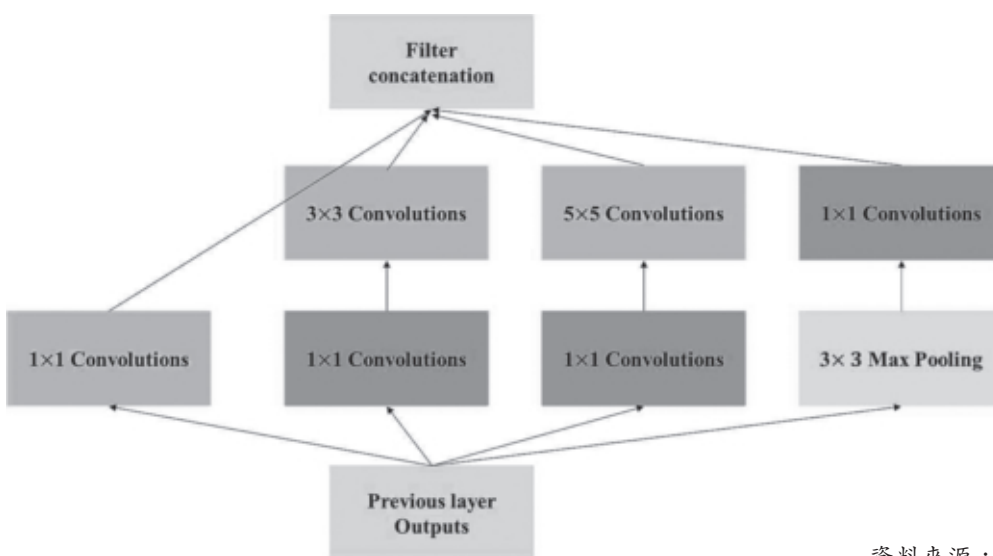 Filter
concatenation
3×3 Convolutions
5×5 Convolutions
1×1 Convolutions
1×1 Convolutions
1×1 Convolutions
1×1 Convolutions
3× 3 Max Pooling
Previous layer
Outputs
資料來源：